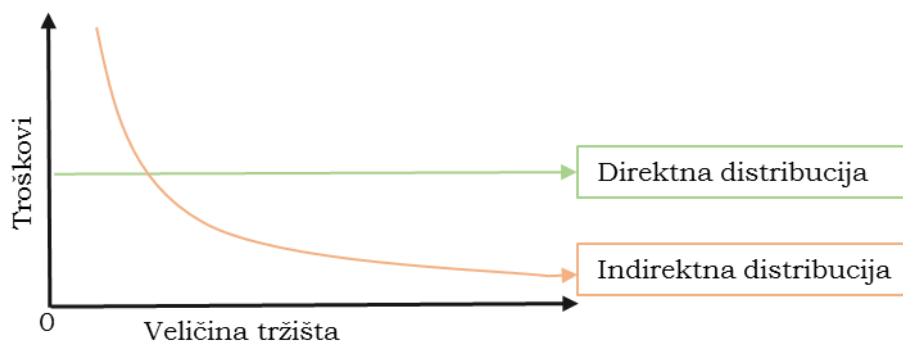 Troškovi
Direktna distribucija
Indirektna distribucija
0
Veličina tržišta